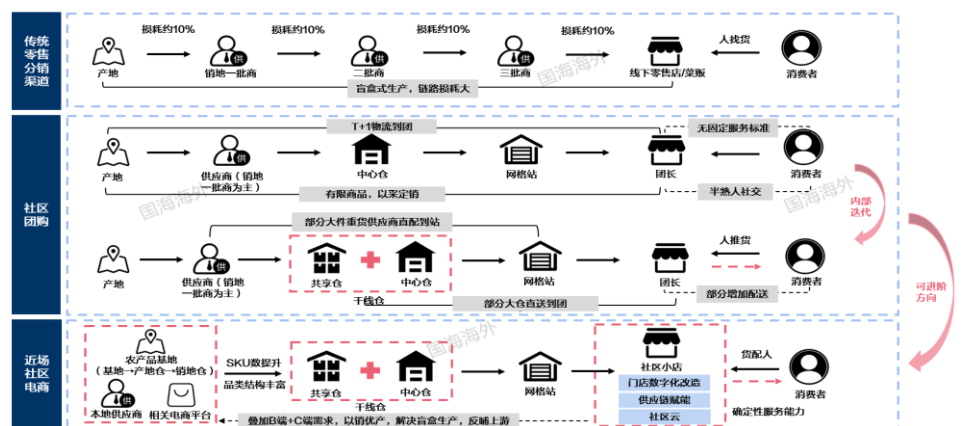 传统
零售
分销
渠道
损耗约10%
损耗约10%
损耗约10%
损耗约10%
人找货
产地
供
销地一批商
供
二批商
供
三批商
线下零售店/菜贩
消费者
盲盒式生产，链路损耗大
国海海外
社区
团购
T+1物流到团
无固定服务标准
产地
供
供应商（销地
一批商为主）
中心仓
网格站
团长
消费者
有限商品，以采定销
半熟人社交
国海海外
国海海外
内部
迭代
部分大件重货供应商直配到站
人推货
产地
供
供应商（销地
一批商为主）
共享仓
中心仓
干线仓
网格站
团长
消费者
部分大仓直送到团
部分增加配送
可进阶
方向
近场
社区
电商
国海海外
农产品基地
（基地→产地仓→销地仓）
供
本地供应商
相关电商平台
SKU数提升
品类结构丰富
共享仓
中心仓
干线仓
网格站
社区小店
门店数字化改造
供应链赋能
社区云
货配人
消费者
确定性服务能力
叠加B端+C端需求，以销优产，解决盲盒生产，反哺上游